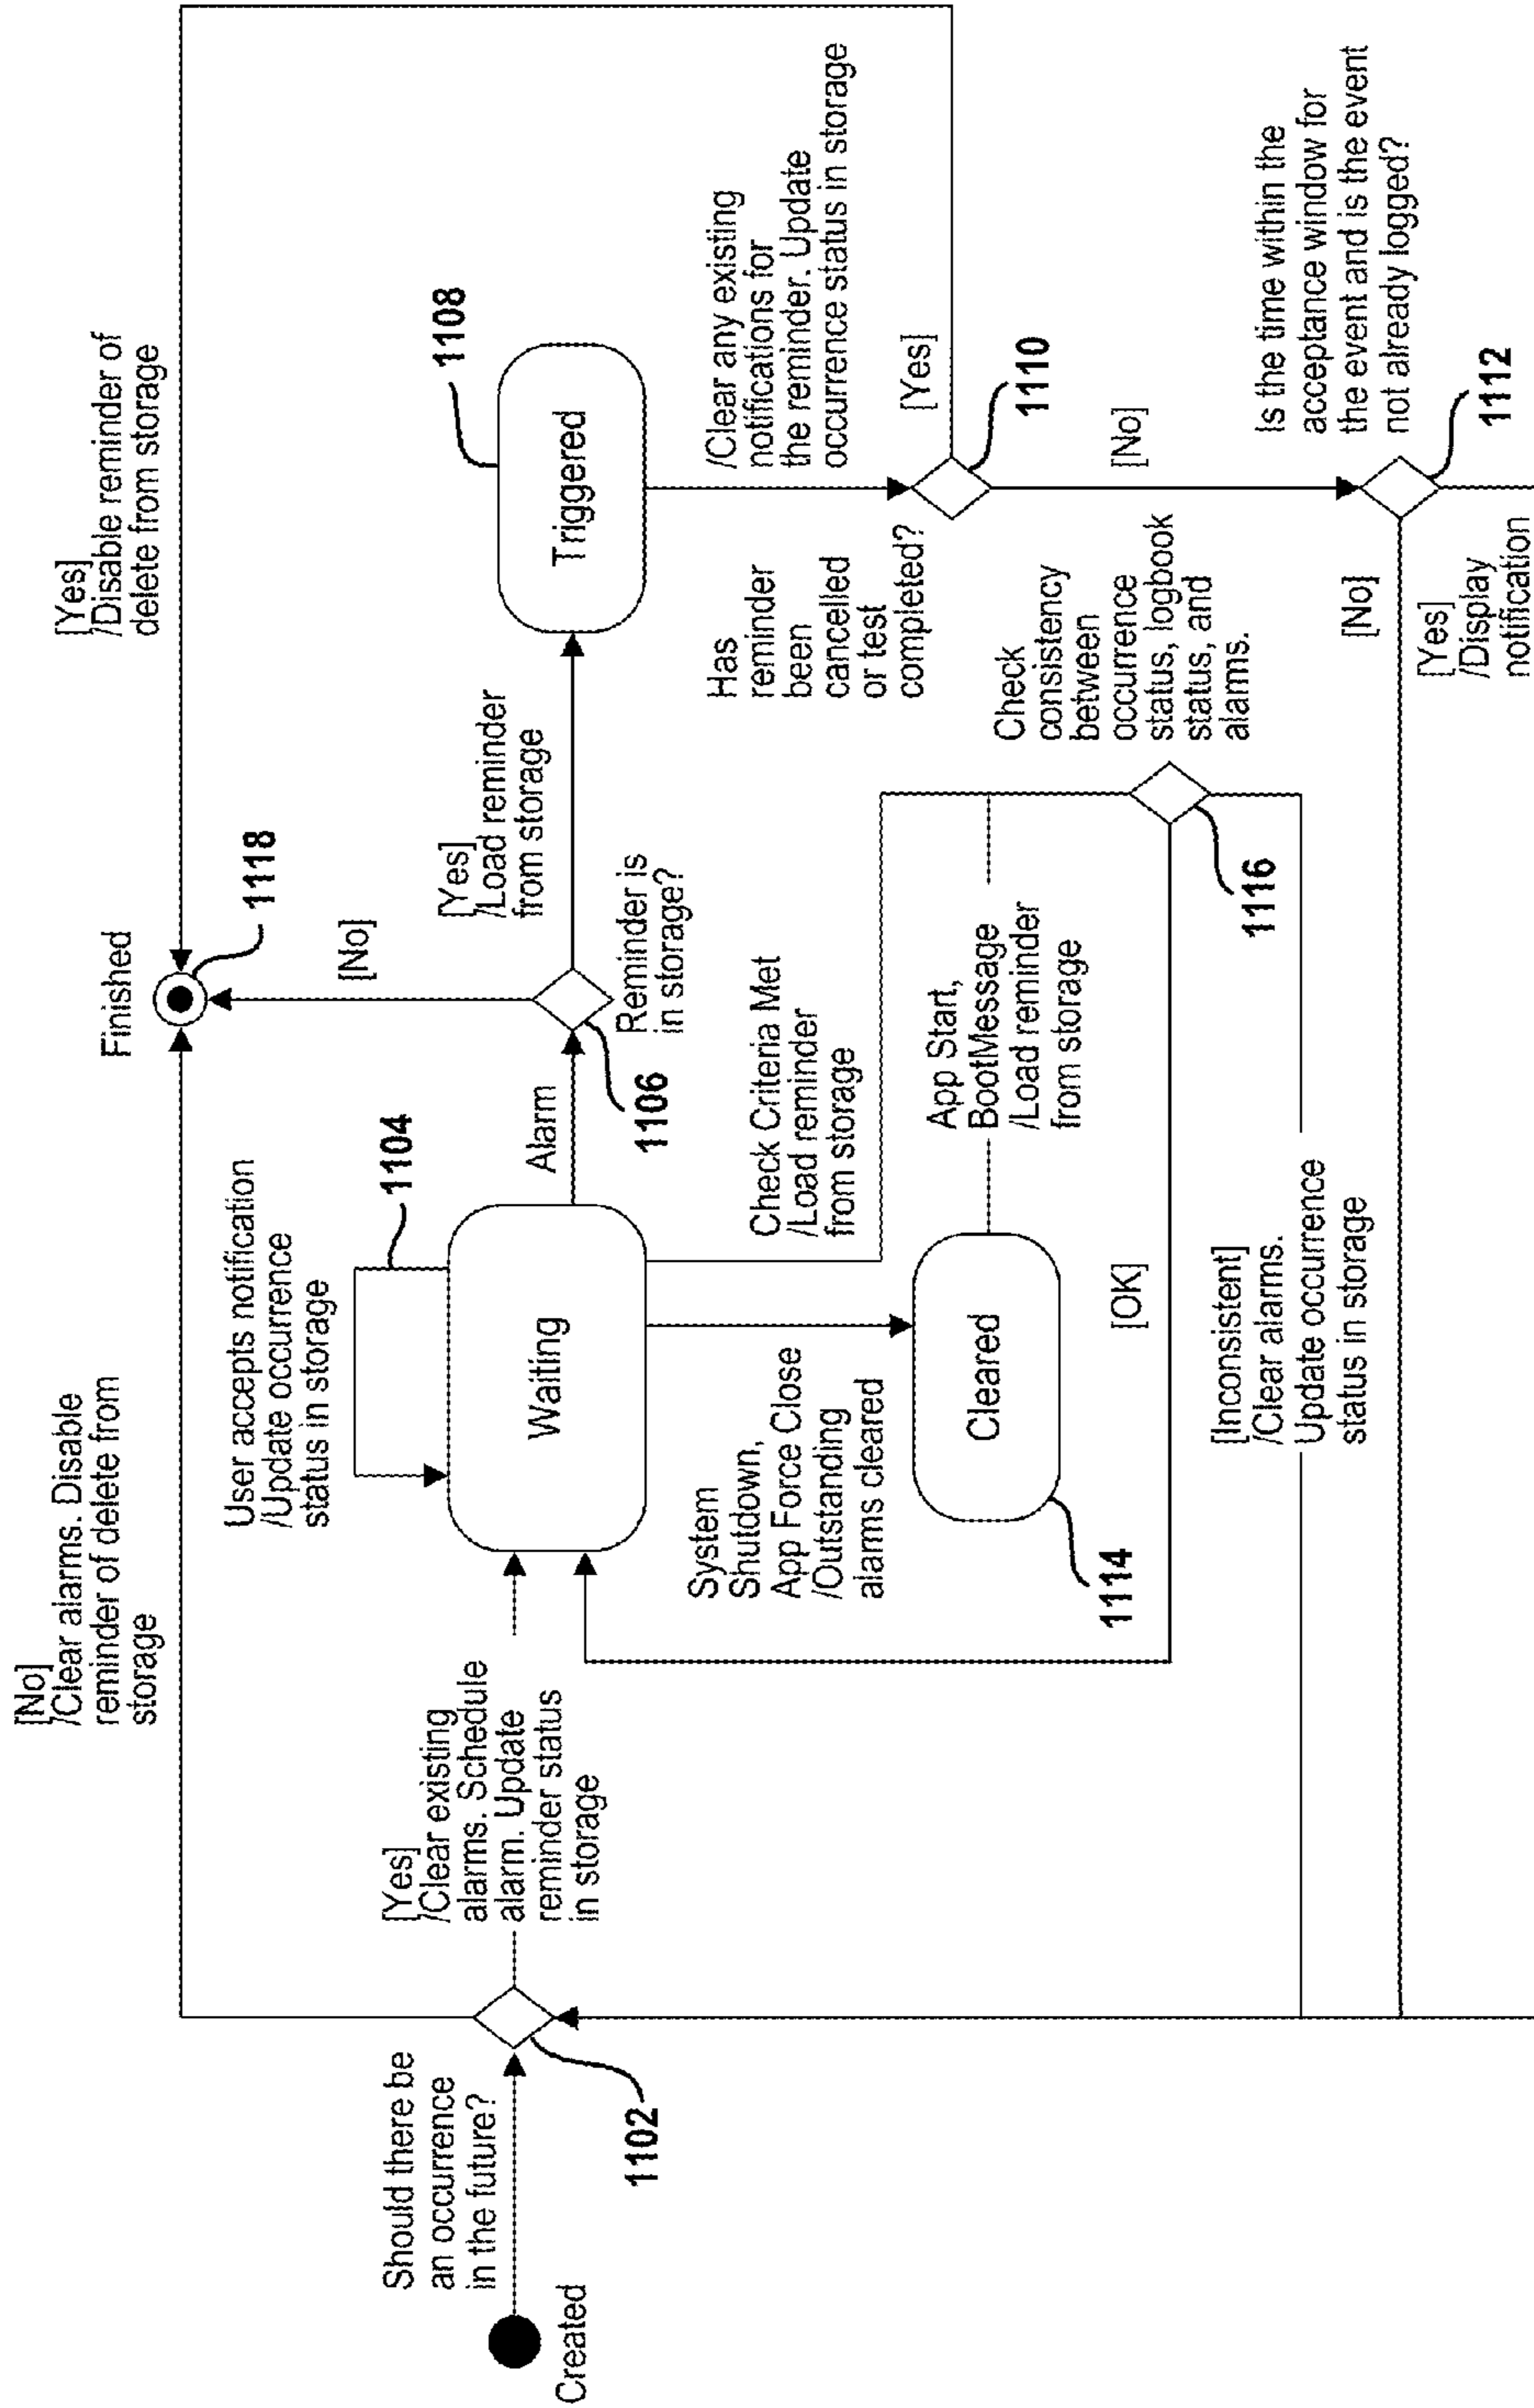 [No]
/Clear alarms. Disable
reminder of delete from
storage
Finished
1118
[Yes]
/Disable reminder of
delete from storage
User accepts notification
/Update occurrence
status in storage
1104
[No]
Should there be
an occurrence
in the future?
Created
1102
[Yes]
/Clear existing
alarms. Schedule
alarm. Update
reminder status
in storage
Waiting
Alarm
1106
Reminder is
in storage?
[Yes]
/Load reminder
from storage
Triggered
1108
System
Shutdown,
App Force Close
/Outstanding
alarms cleared
Check Criteria Met
/Load reminder
from storage
Has
reminder
been
cancelled
or test
completed?
/Clear any existing
notifications for
the reminder. Update
occurrence status in storage
[Yes]
1110
Cleared
1114
App Start,
BootMessage
/Load reminder
from storage
[OK]
Check
consistency
between
occurrence
status, logbook
status, and
alarms.
1116
[No]
[Inconsistent]
/Clear alarms.
Update occurrence
status in storage
Is the time within the
acceptance window for
the event and is the event
not already logged?
[No]
1112
[Yes]
/Display
notification